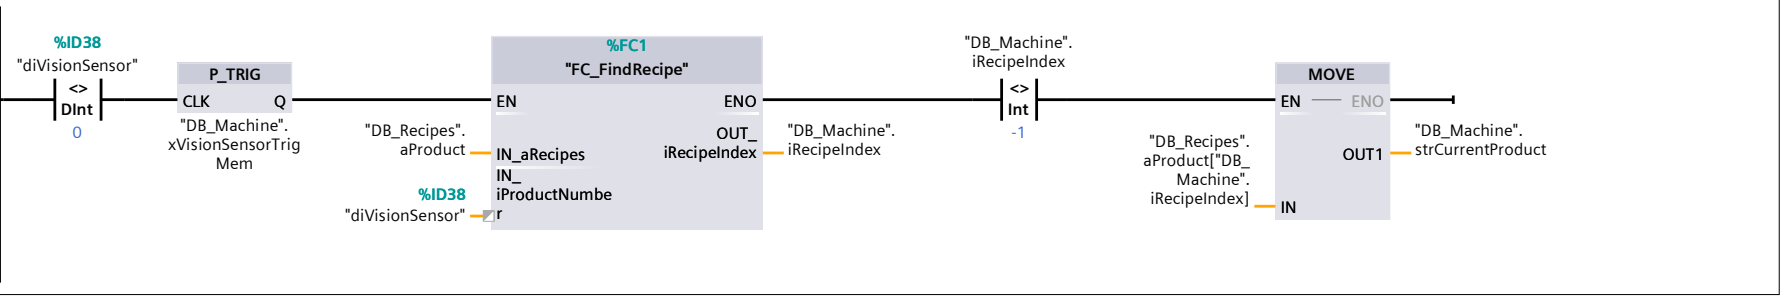 %ID38
"diVisionSensor"
<>
DInt
0
P_TRIG
CLK Q
"DB_Machine".
xVisionSensorTrig
Mem
%FC1
"FC_FindRecipe"
EN ENO
"DB_Recipes".
aProduct
IN_aRecipes
IN_
iProductNumbe
r
%ID38
"diVisionSensor"
OUT_
iRecipeIndex
"DB_Machine".
iRecipeIndex
"DB_Machine".
iRecipeIndex
<>
Int
-1
MOVE
EN ENO
"DB_Recipes".
aProduct["DB_
Machine".
iRecipeIndex]
IN
OUT1
"DB_Machine".
strCurrentProduct